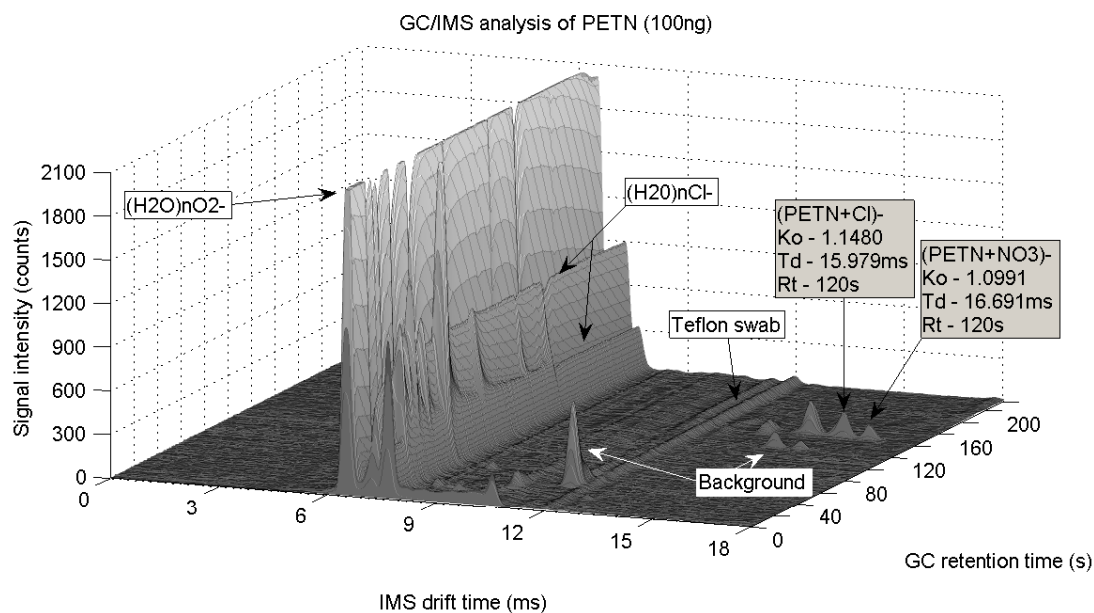 GC/IMS analysis of PETN (100ng)
2100
1800
1500
1200
900
600
300
0
Signal intensity (counts)
(H2O)nO2-
(H20)nCl-
(PETN+Cl)-
Ko - 1.1480
Td - 15.979ms
Rt - 120s
(PETN+NO3)-
Ko - 1.0991
Td - 16.691ms
Rt - 120s
Teflon swab
Background
0
3
6
9
12
15
18
IMS drift time (ms)
0
40
80
120
160
200
GC retention time (s)